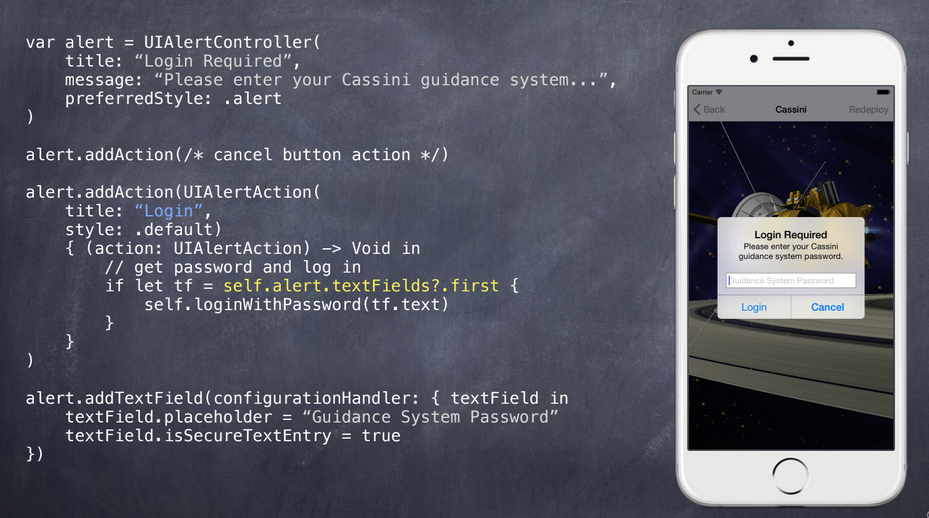 var alert = UIAlertController(
title: “Login Required”,
message: “Please enter your Cassini guidance system...”,
preferredStyle: .alert
)
alert.addAction(/* cancel button action */)
alert.addAction(UIAlertAction(
title: “Login”,
style: .default)
{ (action: UIAlertAction) -> Void in
// get password and log in
if let tf = self.alert.textFields?.first {
self.loginWithPassword(tf.text)
}
}
)
alert.addTextField(configurationHandler: { textField in
textField.placeholder = “Guidance System Password”
textField.isSecureTextEntry = true
})
Carrier
Back Cassini Redeploy
Login Required
Please enter your Cassini
guidance system password.
Guidance System Password
Login Cancel